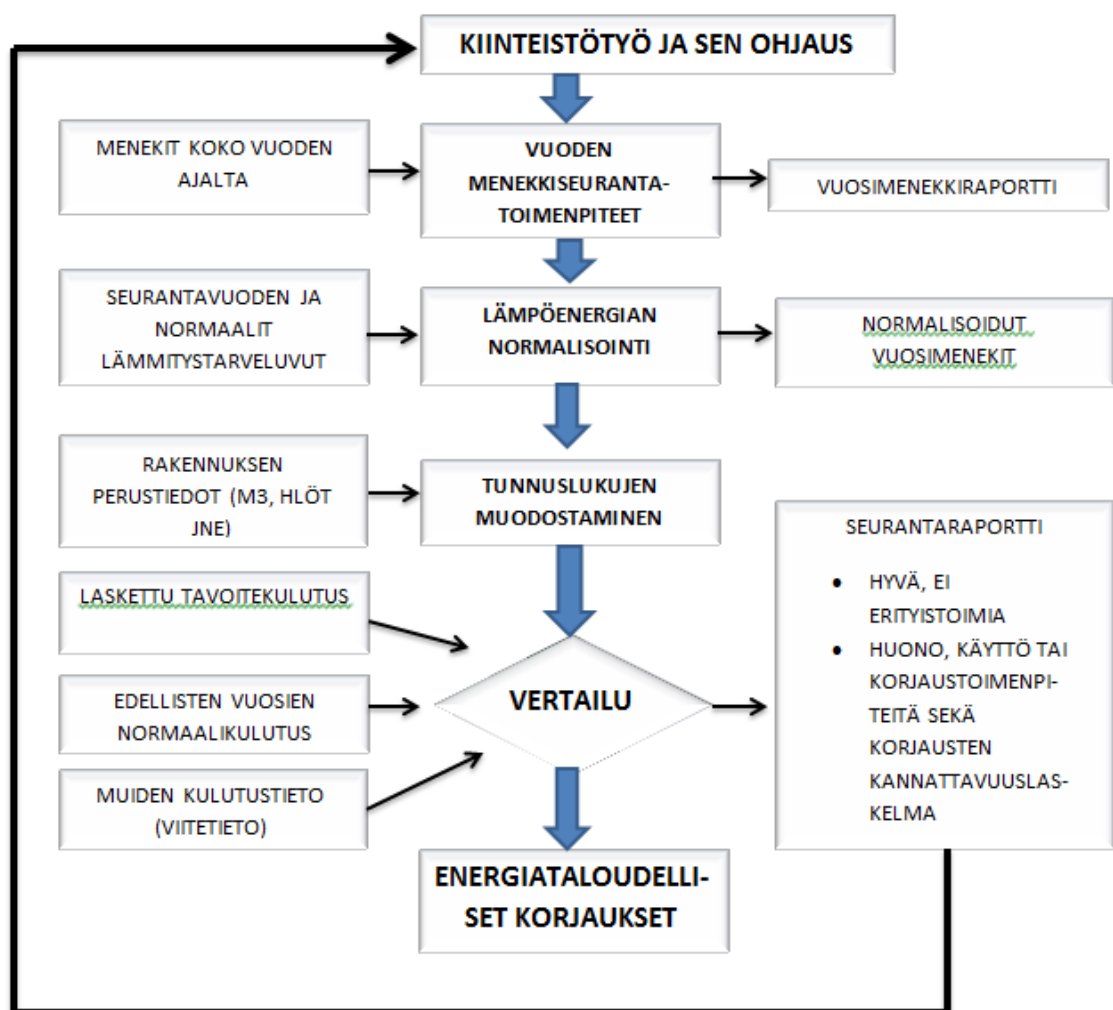 KIINTEISTÖTYÖ JA SEN OHJAUS
MENEKIT KOKO VUODEN
AJALTA
VUODEN
MENEKKISEURANTA-
TOIMENPITEET
VUOSIMENEKKIRAPORTTI
SEURANTAVUODEN JA
NORMAALIT
LÄMMITYSTARVELUVUT
LÄMPÖENERGIAN
NORMALISOINTI
NORMALISOIDUT
VUOSIMENEKIT
RAKENNUKSEN
PERUSTIEDOT (M3, HLÖT
JNE)
TUNNUSLUKUJEN
MUODOSTAMINEN
LASKETTU TAVOITEKULUTUS
EDELLISTEN VUOSIEN
NORMAALIKULUTUS
MUIDEN KULUTUSTIETO
(VIITETIETO)
VERTAILU
SEURANTARAPORTTI
• HYVÄ, EI
ERITYISTOIMIA
• HUONO, KÄYTTÖ TAI
KORJAUSTOIMENPI-
TEITÄ SEKÄ
KORJAUSTEN
KANNATTAVUUSLAS-
KELMA
ENERGIATALOUDELLI-
SET KORJAUKSET